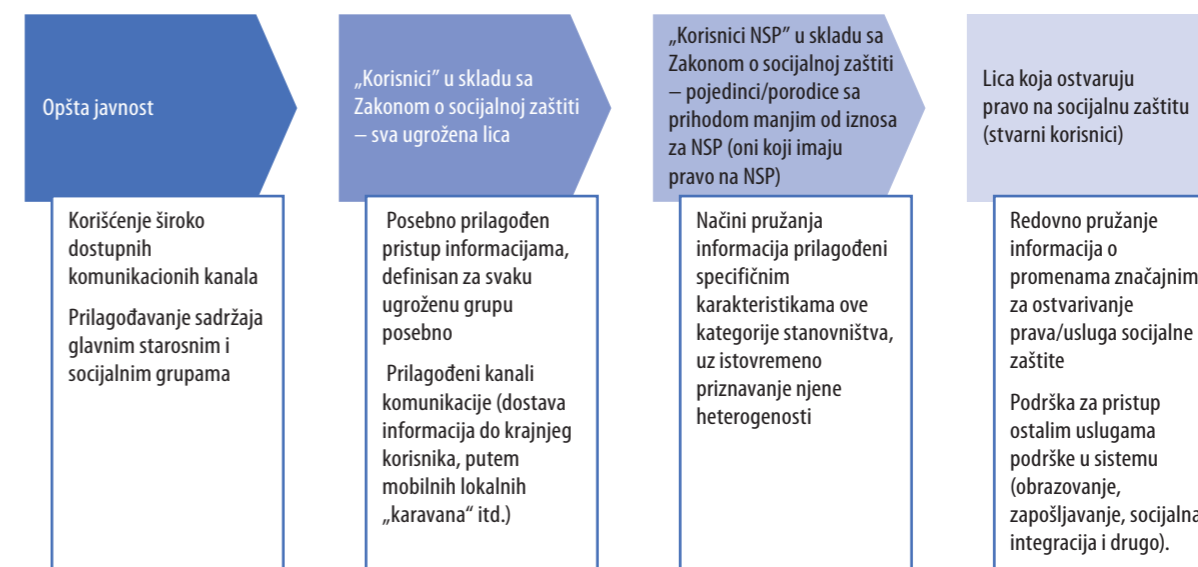 Opšta javnost
Korišćenje široko
dostupnih
komunikacionih kanala
Prilagođavanje sadržaja
glavnim starosnim i
socijalnim grupama
„Korisnici” u skladu sa
Zakonom o socijalnoj zaštiti
– sva ugrožena lica
Posebno prilagođen
pristup informacijama,
definisan za svaku
ugroženu grupu
posebno
Prilagođeni kanali
komunikacije (dostava
informacija do krajnjeg
korisnika, putem
mobilnih lokalnih
„karavana“ itd.)
„Korisnici NSP” u skladu sa
Zakonom o socijalnoj zaštiti
– pojedinci/porodice sa
prihodom manjim od iznosa
za NSP (oni koji imaju
pravo na NSP)
Načini pružanja
informacija prilagođeni
specifičnim
karakteristikama ove
kategorije stanovništva,
uz istovremeno
priznavanje njene
heterogenosti
Lica koja ostvaruju
pravo na socijalnu zaštitu
(stvarni korisnici)
Redovno pružanje
informacija o
promenama značajnim
za ostvarivanje
prava/usluga socijalne
zaštite
Podrška za pristup
ostalim uslugama
podrške u sistemu
(obrazovanje,
zapošljavanje, socijalna
integracija i drugo).